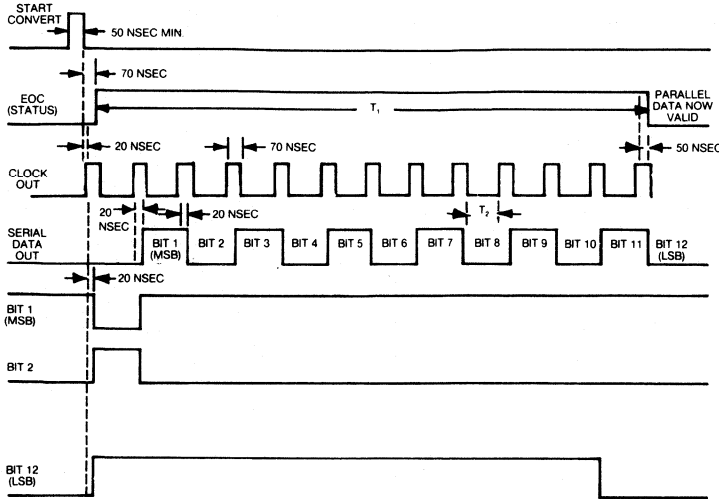 START
CONVERT
50 NSEC MIN.
70 NSEC
EOC
(STATUS)
T1
PARALLEL
DATA NOW
VALID
20 NSEC
70 NSEC
50 NSEC
CLOCK
OUT
20
NSEC
20 NSEC
T2
SERIAL
DATA
OUT
BIT 1
(MSB)
BIT 2
BIT 3
BIT 4
BIT 5
BIT 6
BIT 7
BIT 8
BIT 9
BIT 10
BIT 11
BIT 12
(LSB)
20 NSEC
BIT 1
(MSB)
BIT 2
BIT 12
(LSB)